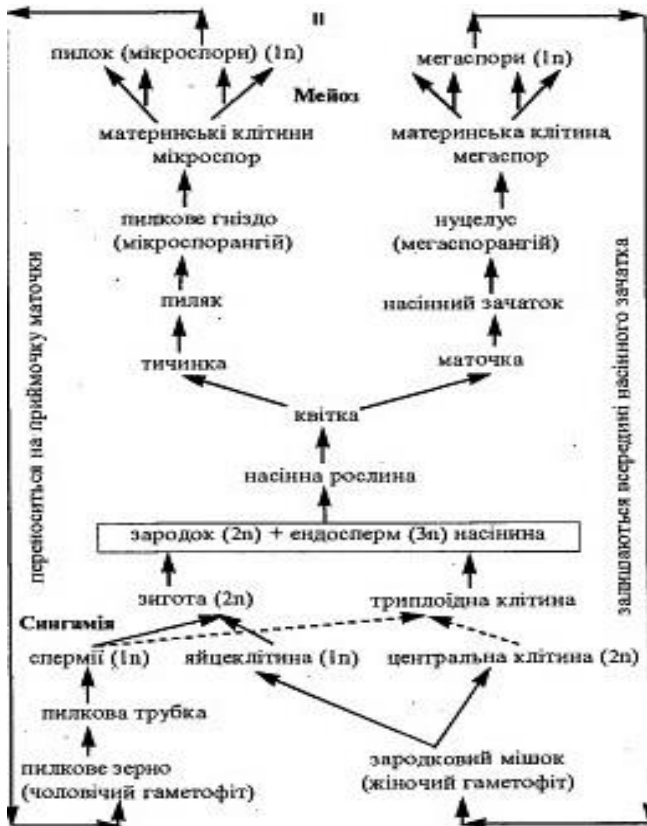 II
пилок (мікроспори) (1n)
мегаспори (1n)
Мейоз
материнські клітини
мікроспор
материнська клітина
мегаспор
пилкове гніздо
(мікроспорангій)
нуцелус
(мегаспорангій)
пиляк
насінний зачаток
тичинка
маточка
квітка
насінна рослина
зародок (2n) + ендосперм (3n) насінина
зигота (2n)
триплоїдна клітина
Сингамія
спермії (1n)
яйцеклітина (1n)
центральна клітина (2n)
пилкова трубка
пилкове зерно
(чоловічий гаметофіт)
зародковий мішок
(жіночий гаметофіт)
переноситься на приймочку маточки
залишаються всередині насінного зачатка